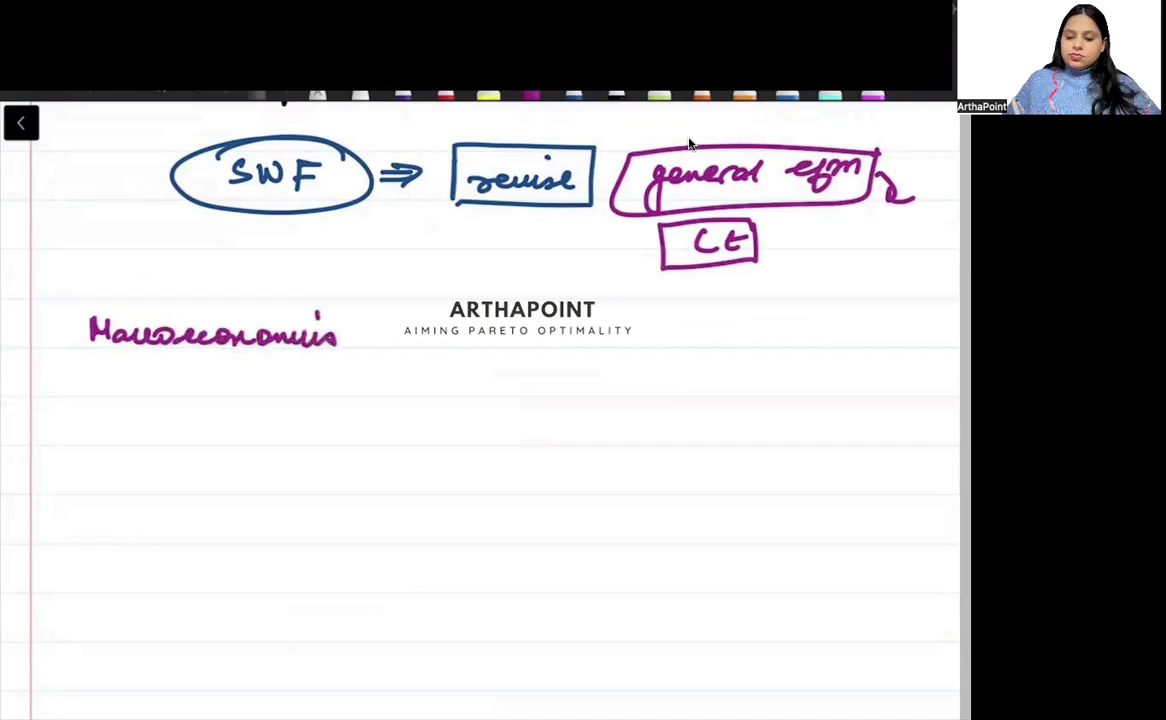 ArthaPoint
SWF ⇒ revise general eqm
CE
ARTHAPOINT
AIMING PARETO OPTIMALITY
Macroeconomics